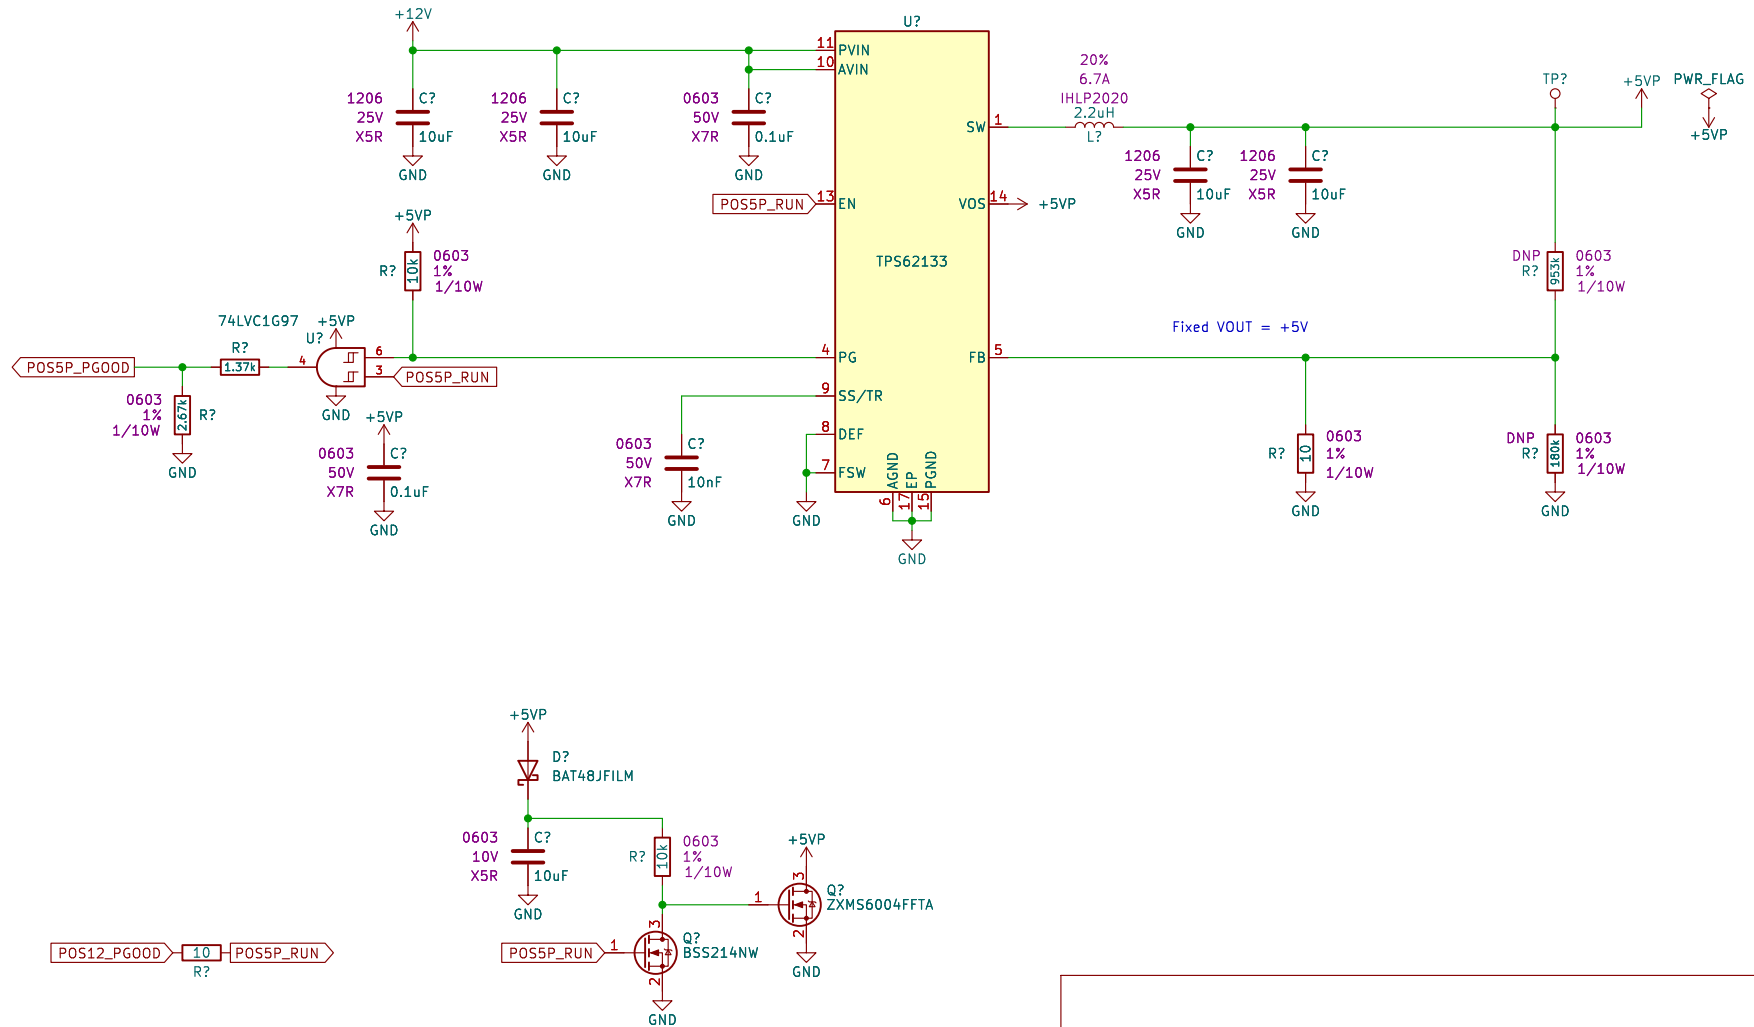 +12V
U?
11 PVIN
10 AVIN
1206
25V
X5R
C?
10uF
GND
1206
25V
X5R
C?
10uF
GND
0603
50V
X7R
C?
0.1uF
GND
20%
6.7A
IHLP2020
2.2uH
L?
SW 1
TP?
+5VP
PWR_FLAG
+5VP
1206
25V
X5R
C?
10uF
GND
1206
25V
X5R
C?
10uF
GND
POS5P_RUN
13 EN
VOS 14
+5VP
TPS62133
+5VP
R?
10k
0603
1%
1/10W
DNP
R?
953k
0603
1%
1/10W
Fixed VOUT = +5V
74LVC1G97
U?
+5VP
POS5P_PGOOD
R?
1.37k
4
6
3
POS5P_RUN
GND
4 PG
FB 5
9 SS/TR
8 DEF
7 FSW
AGND
EP
PGND
6
17
15
GND
0603
1%
1/10W
2.67k
R?
GND
+5VP
0603
50V
X7R
C?
0.1uF
GND
0603
50V
X7R
C?
10nF
GND
GND
R?
10
0603
1%
1/10W
GND
DNP
R?
180k
0603
1%
1/10W
GND
+5VP
D?
BAT48JFILM
0603
10V
X5R
C?
10uF
GND
R?
10k
0603
1%
1/10W
+5VP
3
1
2
Q?
ZXMS6004FFTA
GND
POS12_PGOOD
10
R?
POS5P_RUN
POS5P_RUN
1
3
2
Q?
BSS214NW
GND